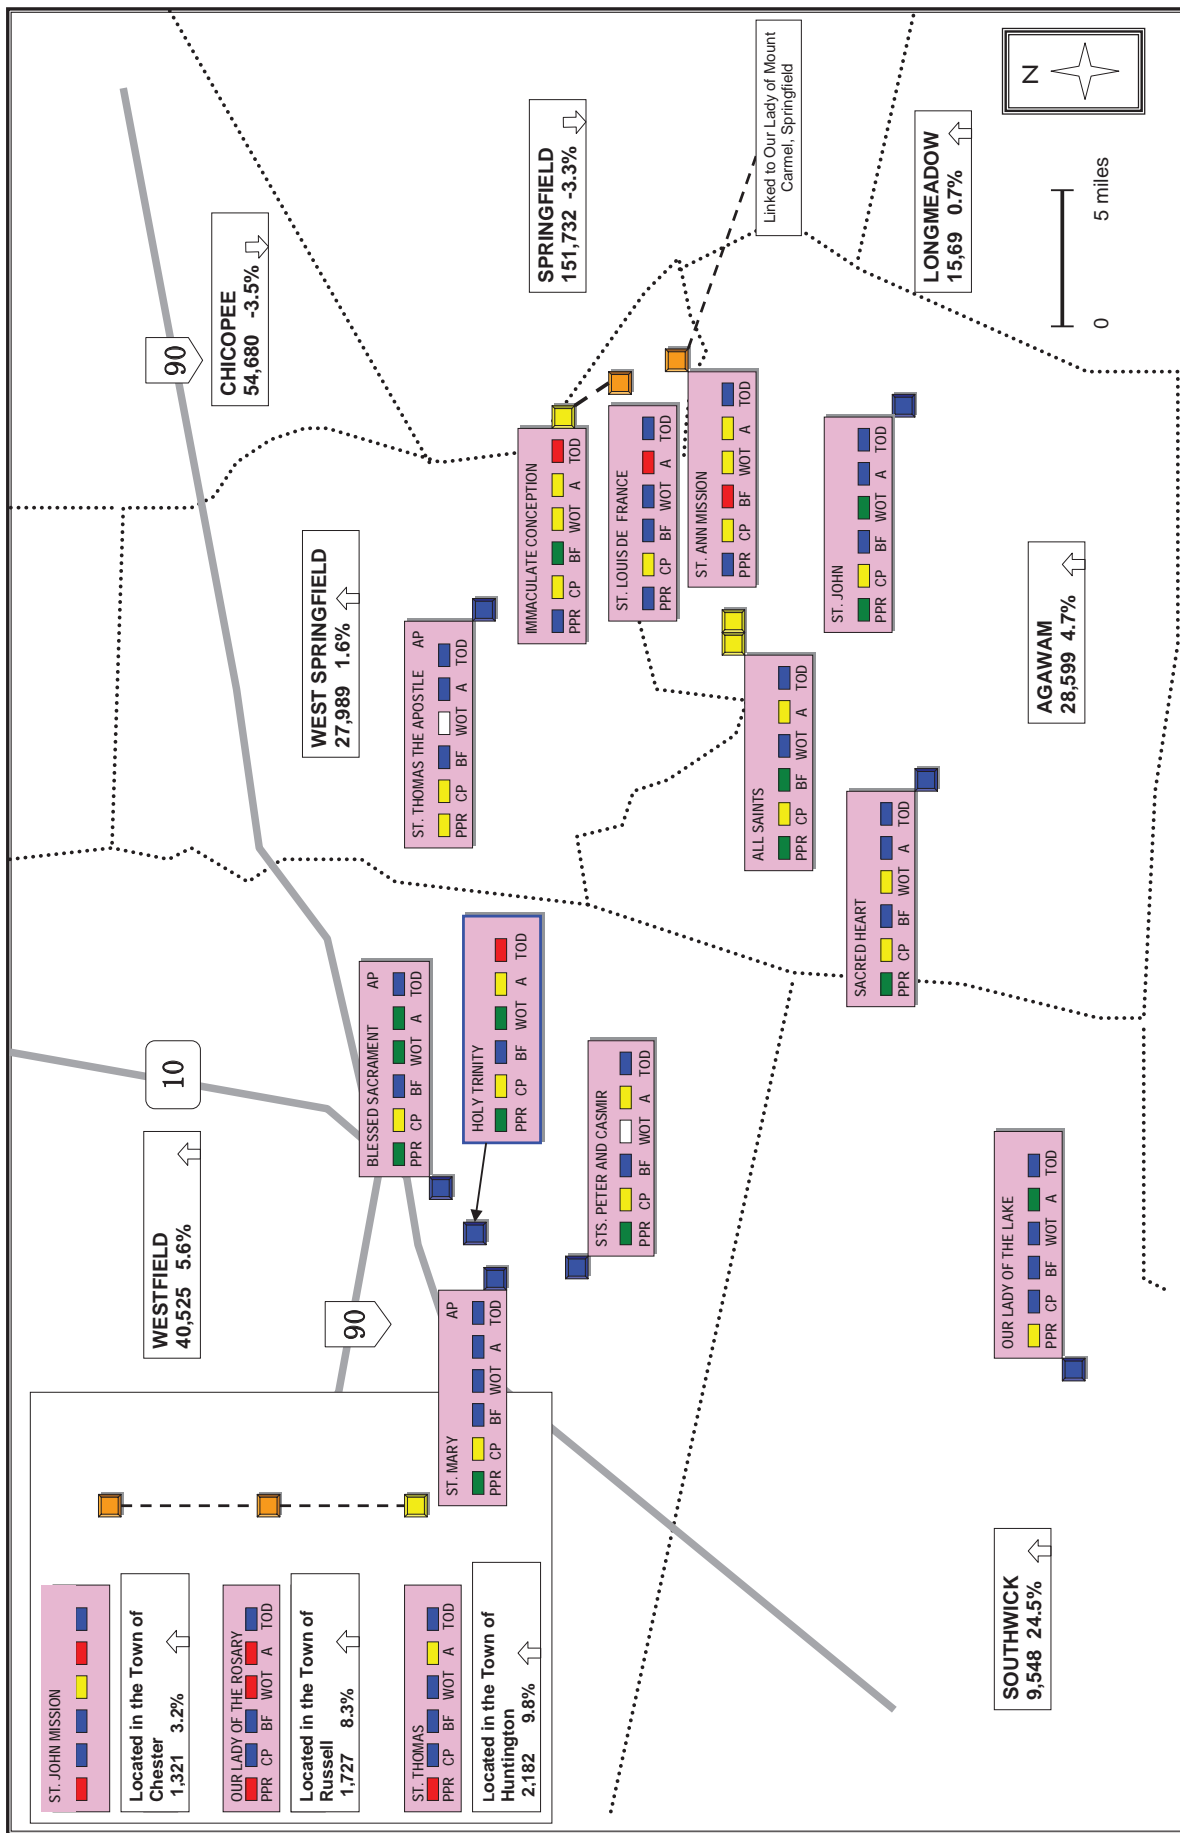 ST. JOHN MISSION
Located in the Town of
Chester
1,321 3.2%
OUR LADY OF THE ROSARY
PPR CP BF WOT A TOD
Located in the Town of
Russell
1,727 8.3%
ST. THOMAS
PPR CP BF WOT A TOD
Located in the Town of
Huntington
2,182 9.8%
WESTFIELD
40,525 5.6%
10
90
90
CHICOPEE
54,680 -3.5%
WEST SPRINGFIELD
27,989 1.6%
SPRINGFIELD
151,732 -3.3%
BLESSED SACRAMENT AP
PPR CP BF WOT A TOD
ST. THOMAS THE APOSTLE AP
PPR CP BF WOT A TOD
ST. MARY AP
PPR CP BF WOT A TOD
HOLY TRINITY
PPR CP BF WOT A TOD
IMMACULATE CONCEPTION
PPR CP BF WOT A TOD
STS. PETER AND CASMIR
PPR CP BF WOT A TOD
ST. LOUIS DE FRANCE
PPR CP BF WOT A TOD
ST. ANN MISSION
PPR CP BF WOT A TOD
Linked to Our Lady of Mount
Carmel, Springfield
ALL SAINTS
PPR CP BF WOT A TOD
ST. JOHN
PPR CP BF WOT A TOD
SACRED HEART
PPR CP BF WOT A TOD
LONGMEADOW
15,69 0.7%
OUR LADY OF THE LAKE
PPR CP BF WOT A TOD
SOUTHWICK
9,548 24.5%
AGAWAM
28,599 4.7%
N
0 5 miles